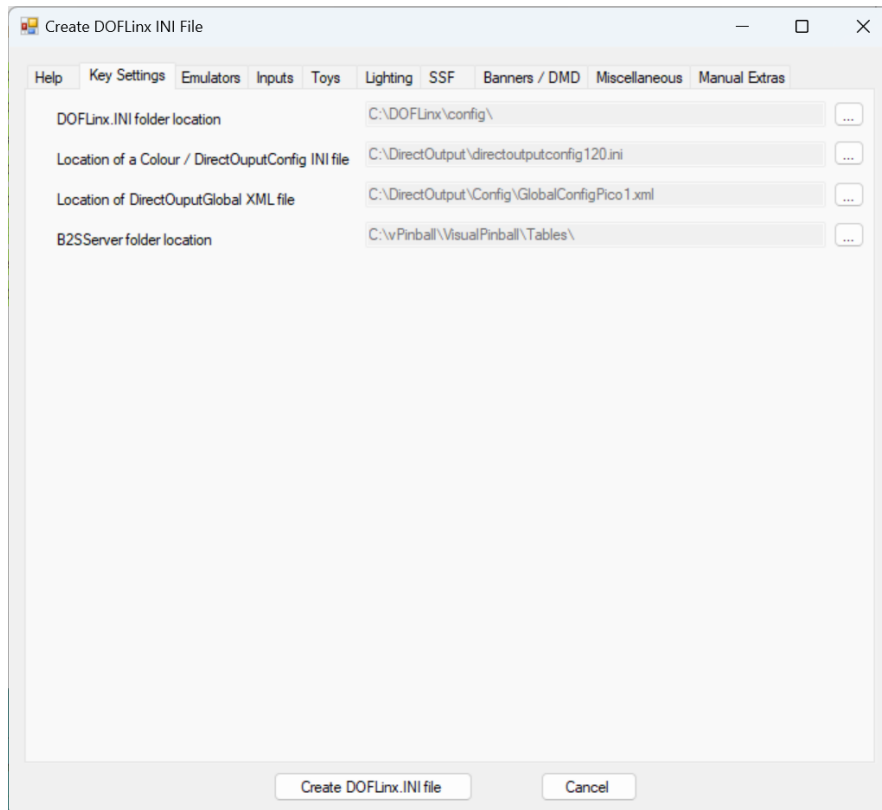 Create DOFLinx INI File
Help Key Settings Emulators Inputs Toys Lighting SSF Banners / DMD Miscellaneous Manual Extras
DOFLinx.INI folder location C:\DOFLinx\config\ ...
Location of a Colour / DirectOuputConfig INI file C:\DirectOutput\directoutputconfig120.ini ...
Location of DirectOuputGlobal XML file C:\DirectOutput\Config\GlobalConfigPico1.xml ...
B2SServer folder location C:\vPinball\VisualPinball\Tables\ ...
Create DOFLinx.INI file Cancel